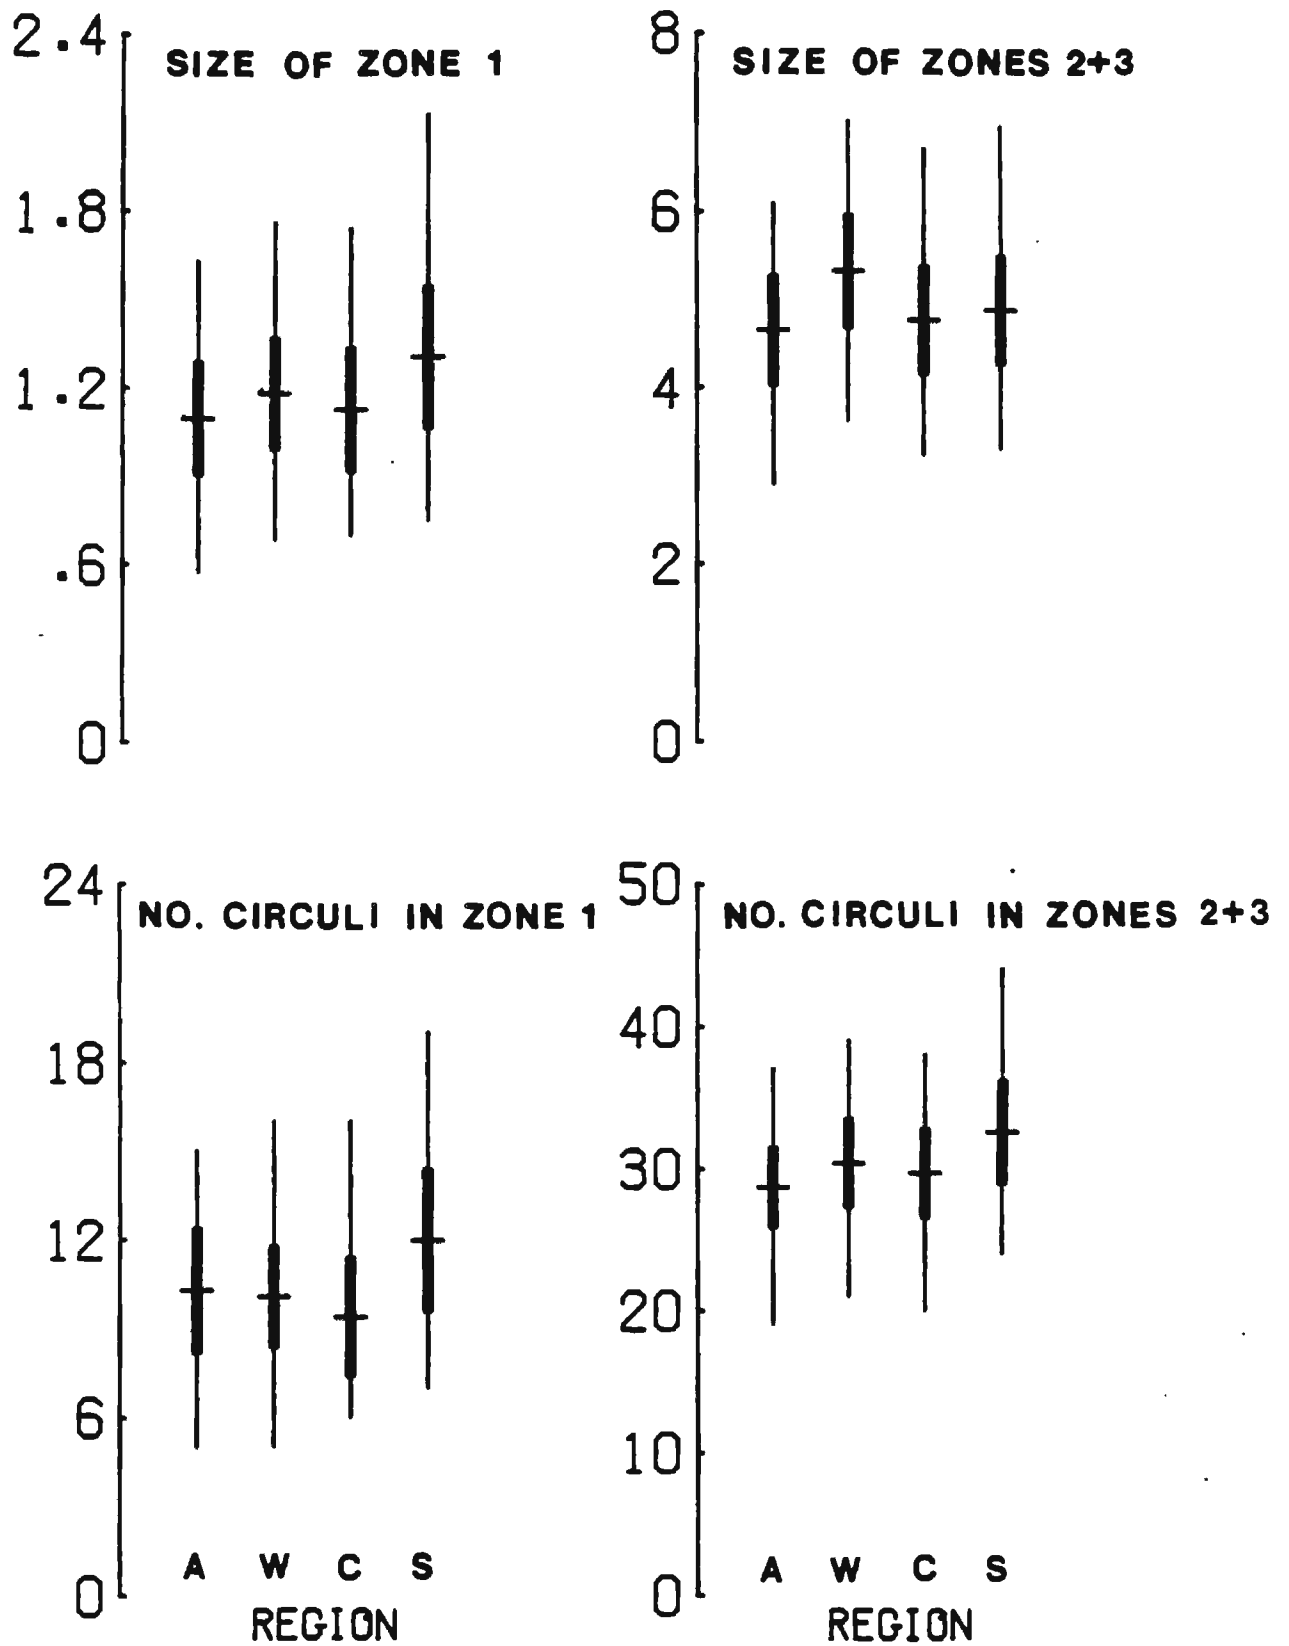 SIZE OF ZONE 1
2.4
1.8
1.2
.6
0
SIZE OF ZONES 2+3
8
6
4
2
0
NO. CIRCULI IN ZONE 1
24
18
12
6
0
A W C S
REGION
NO. CIRCULI IN ZONES 2+3
50
40
30
20
10
0
A W C S
REGION